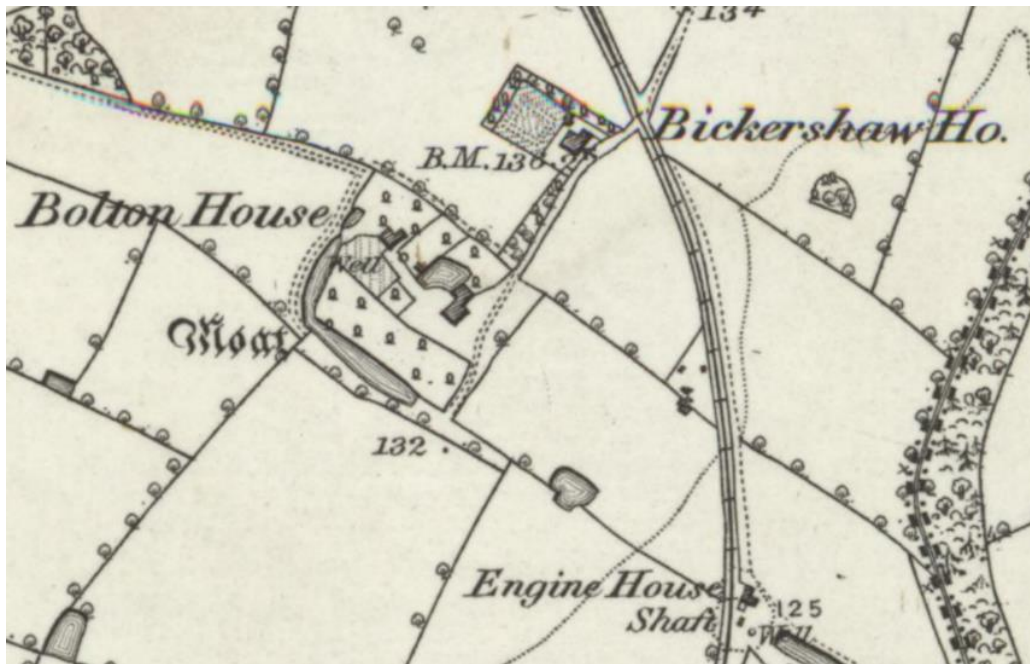 134
Bickershaw Ho.
B.M. 136.
Bolton House
Well
Moat
132
Engine House
Shaft
125
Well